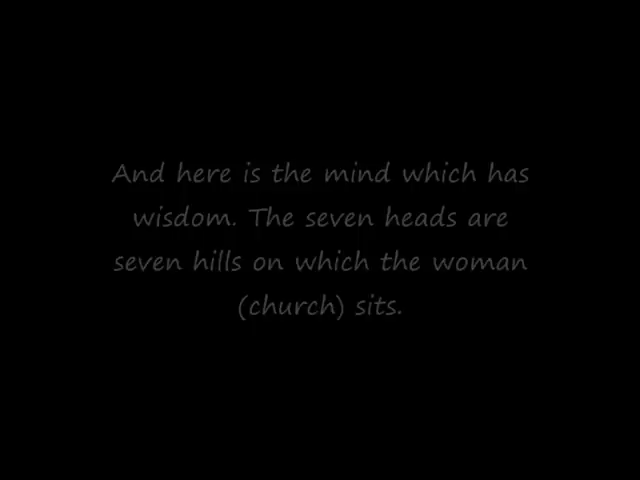 And here is the mind which has
wisdom. The seven heads are
seven hills on which the woman
(church) sits.